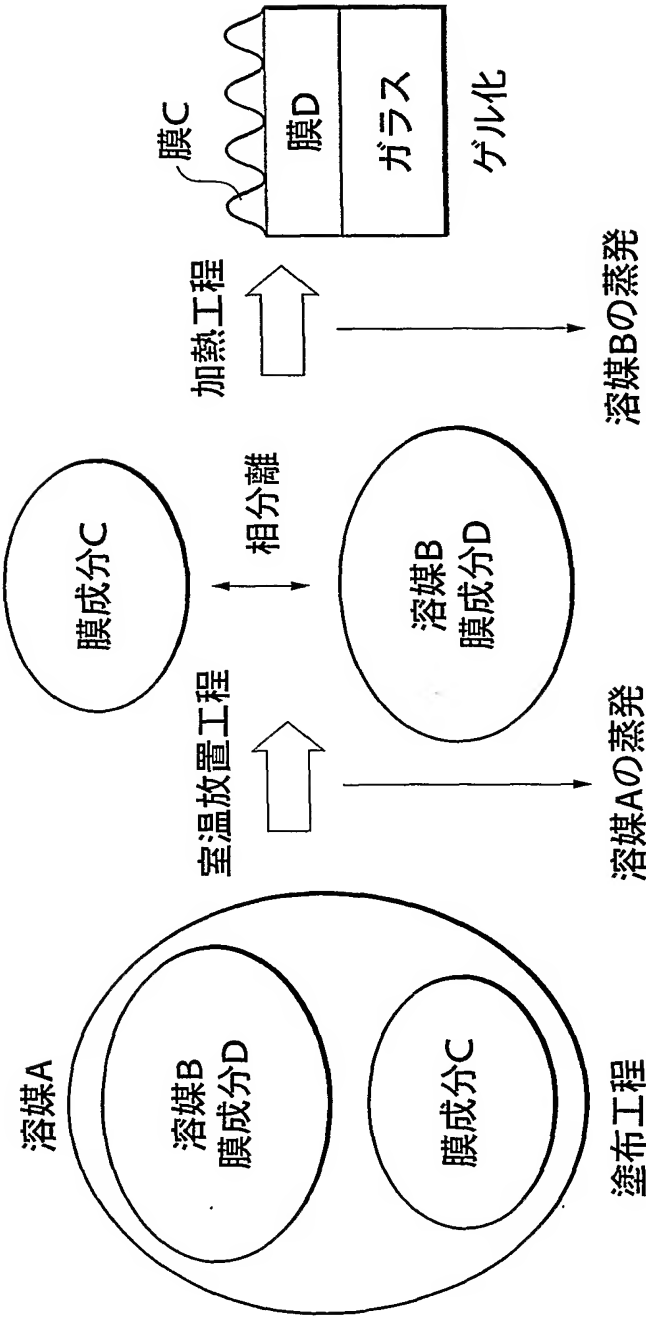 溶媒A
溶媒B
膜成分D
膜成分C
塗布工程
室温放置工程
溶媒Aの蒸発
膜成分C
相分離
溶媒B
膜成分D
加熱工程
溶媒Bの蒸発
膜C
膜D
ガラス
ゲル化